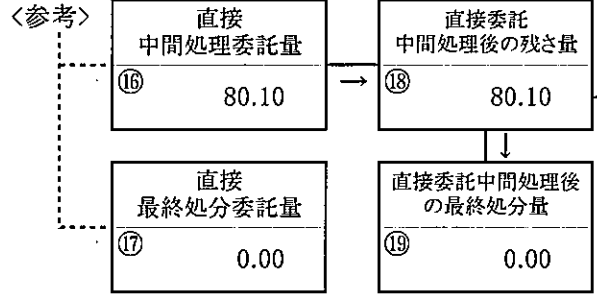 〈参考〉
直接
中間処理委託量
⑯
80.10
→
直接委託
中間処理後の残さ量
⑱
80.10
↓
直接
最終処分委託量
⑰
0.00
直接委託中間処理後
の最終処分量
⑲
0.00